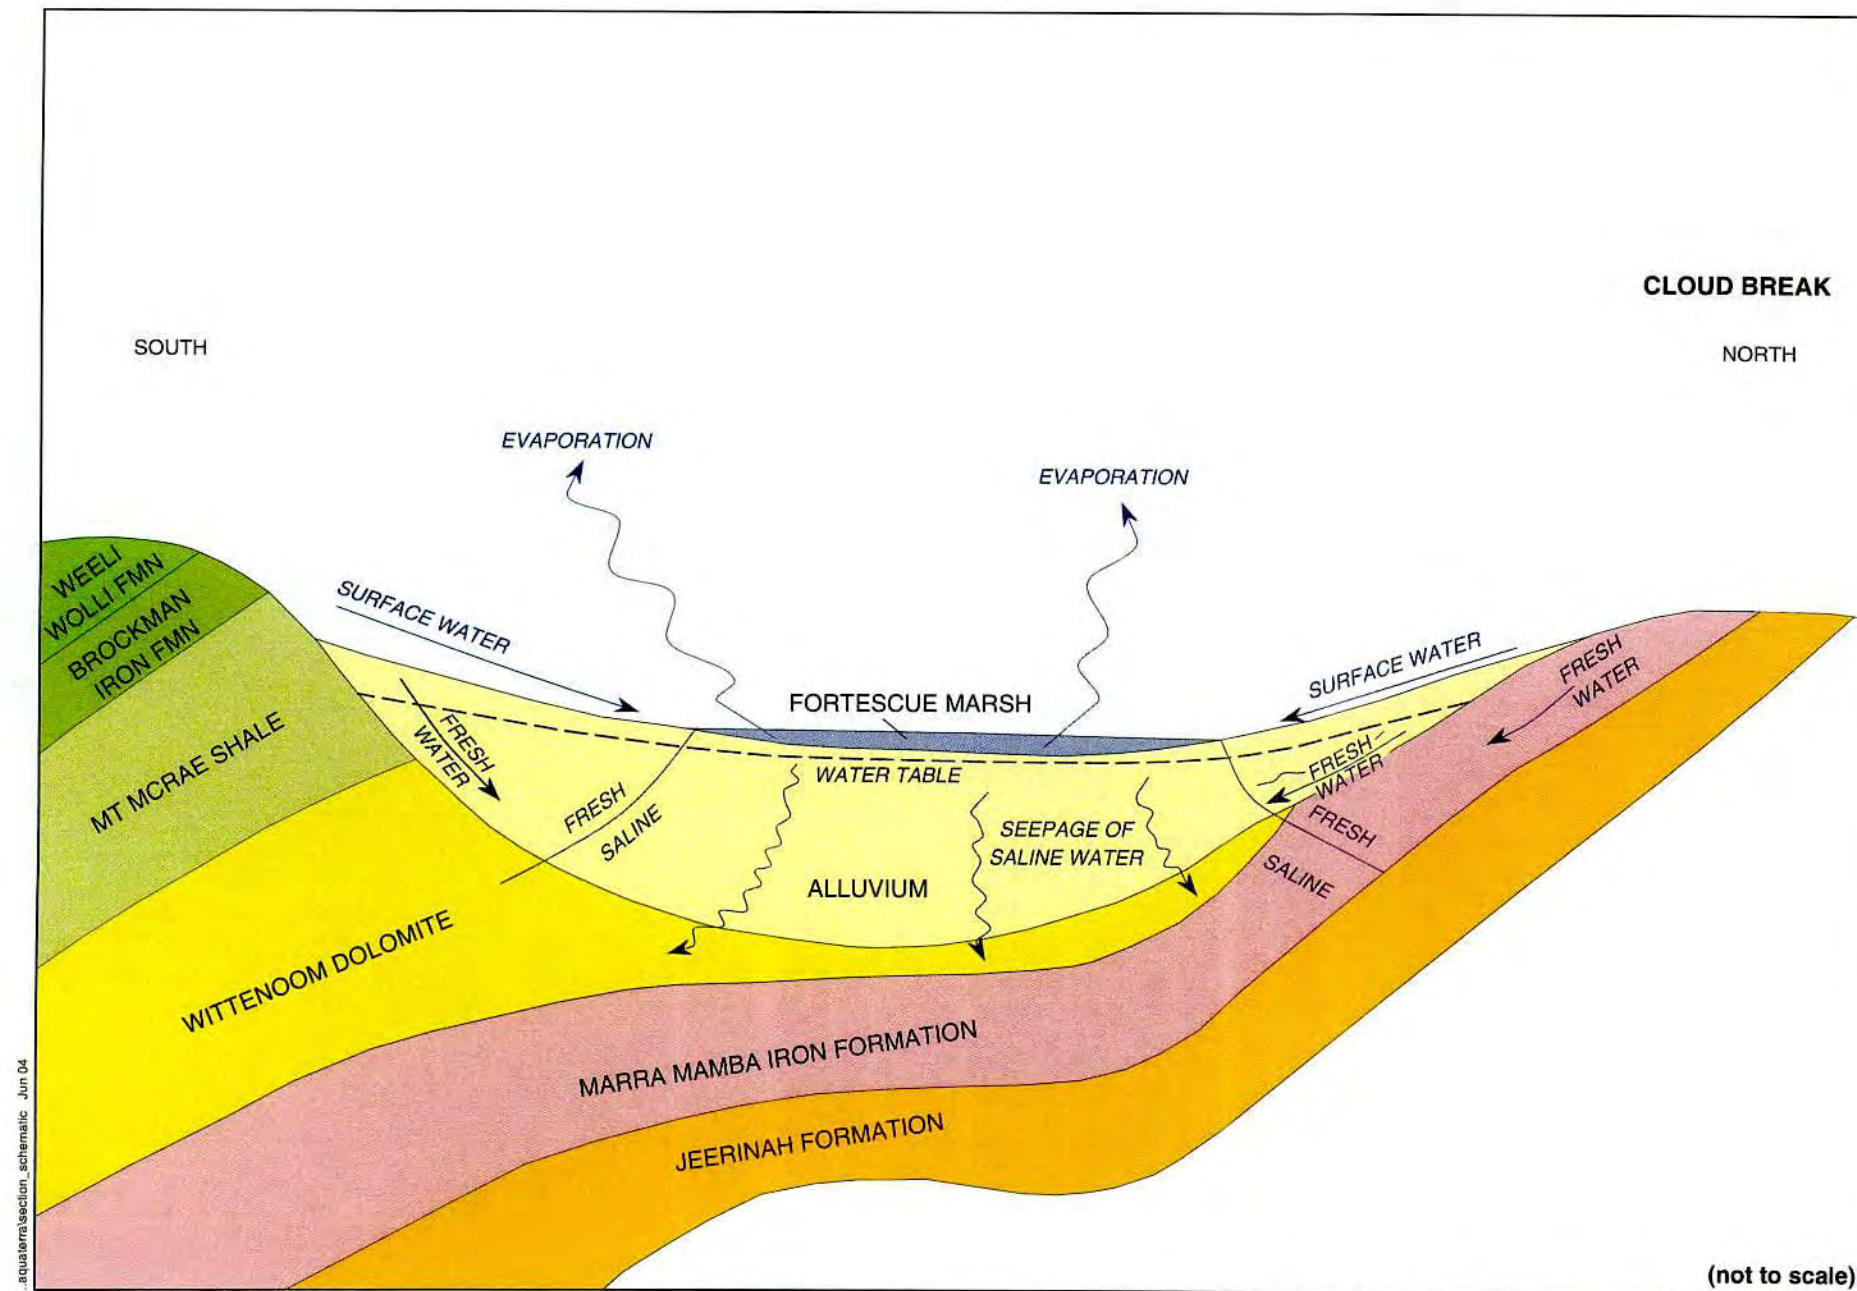 CLOUD BREAK
SOUTH
NORTH
EVAPORATION
EVAPORATION
WEELI
WOLLI FMN
BROCKMAN
IRON FMN
MT MCRAE SHALE
SURFACE WATER
SURFACE WATER
FORTESCUE MARSH
WATER TABLE
FRESH
WATER
FRESH
SALINE
SEEPAGE OF
SALINE WATER
ALLUVIUM
FRESH
WATER
FRESH
WATER
FRESH
SALINE
WITTENOOM DOLOMITE
MARRA MAMBA IRON FORMATION
JEERINAH FORMATION
(not to scale)
..aquaterra\section_schematic Jun 04